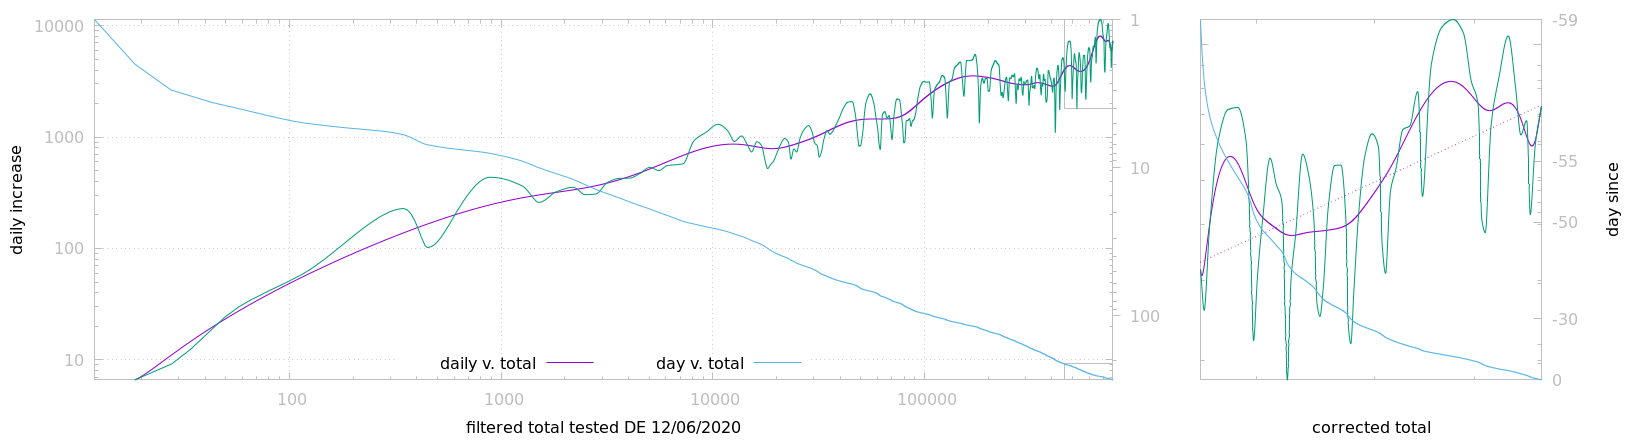 10000
1000
100
10
daily increase
daily v. total
day v. total
100
1000
10000
100000
filtered total tested DE 12/06/2020
1
10
100
-59
-55
-50
-30
0
day since
corrected total